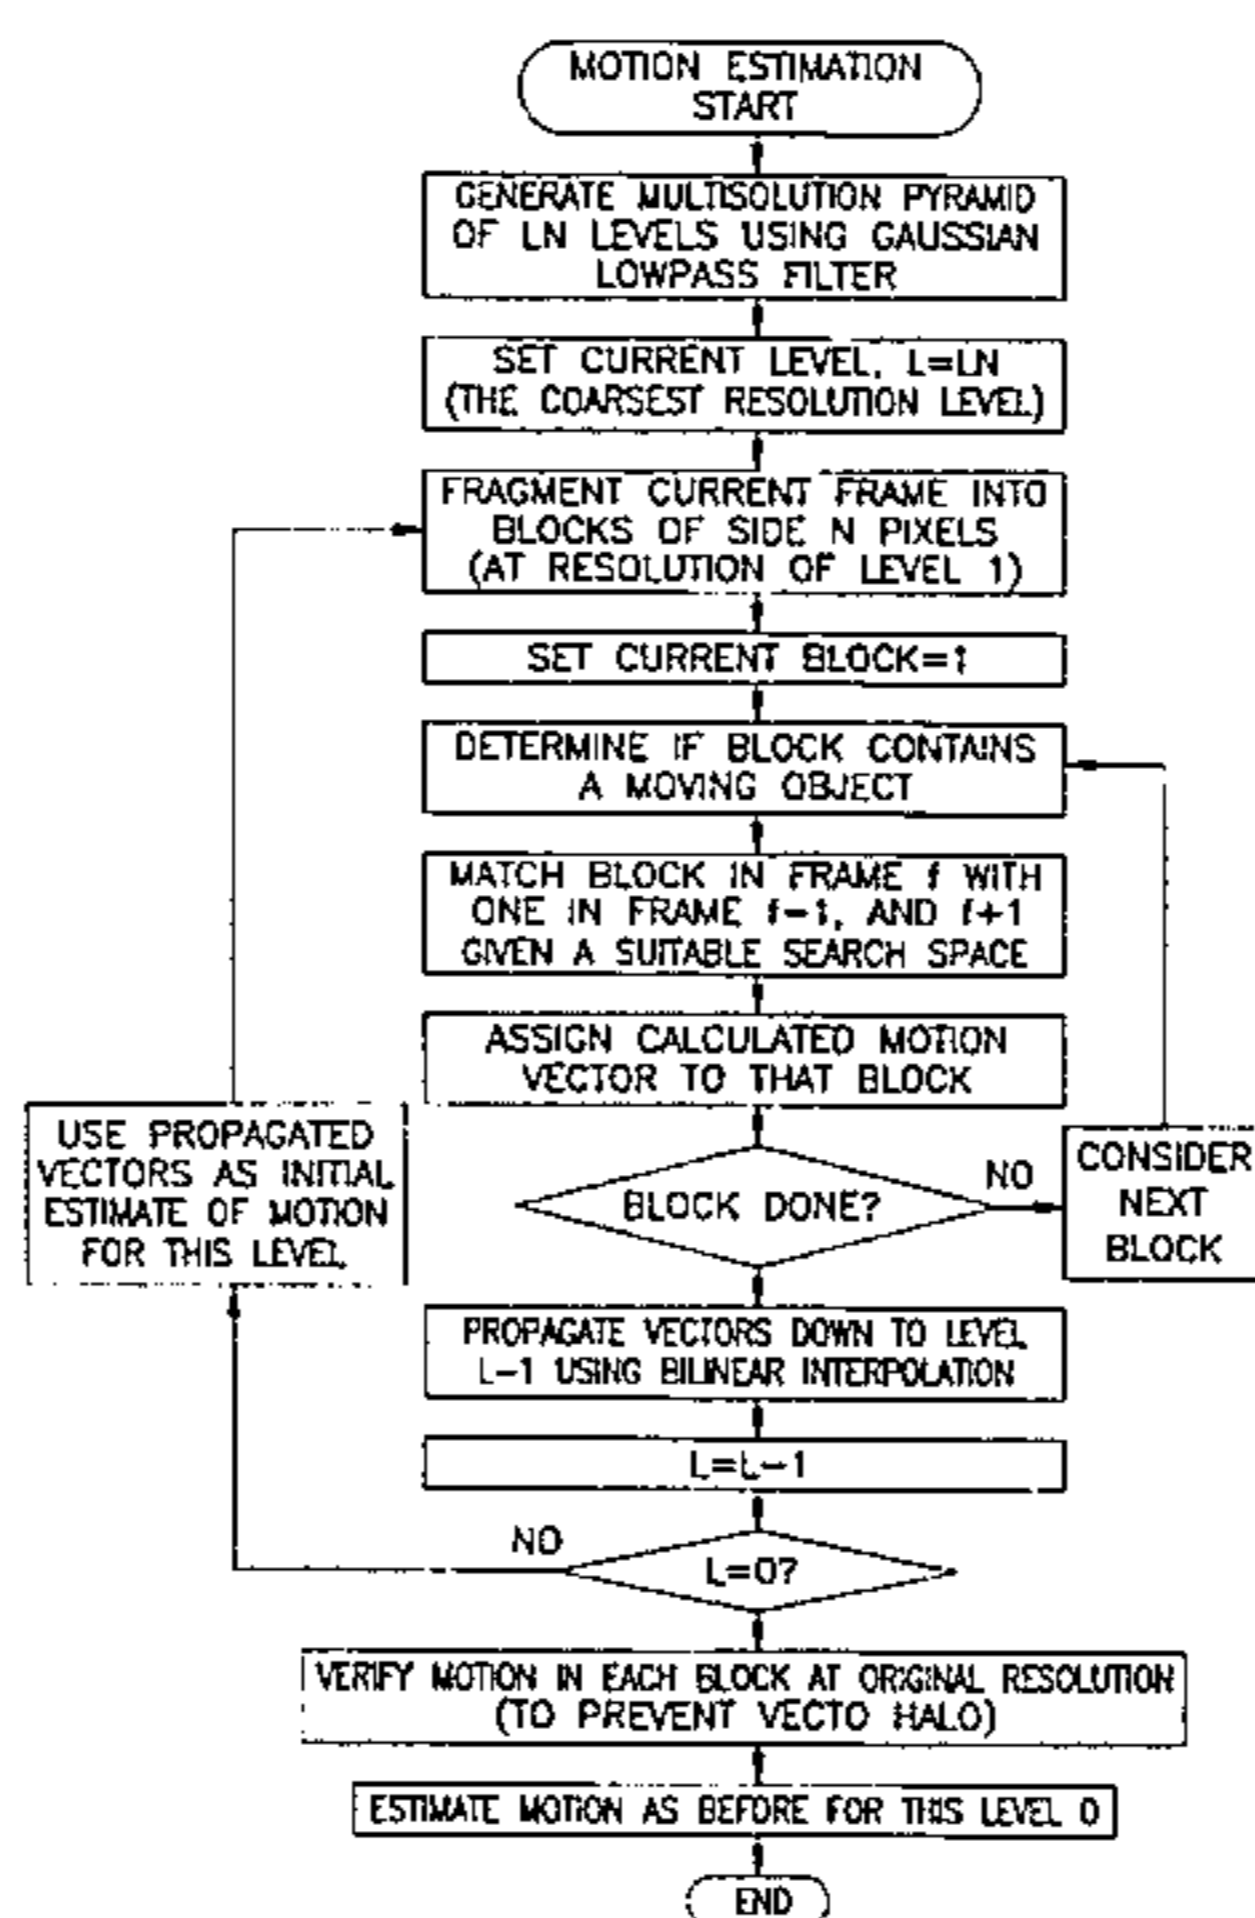 MOTION ESTIMATION
START
GENERATE MULTISOLUTION PYRAMID
OF LN LEVELS USING GAUSSIAN
LOWPASS FILTER
SET CURRENT LEVEL, L=LN
(THE COARSEST RESOLUTION LEVEL)
FRAGMENT CURRENT FRAME INTO
BLOCKS OF SIDE N PIXELS
(AT RESOLUTION OF LEVEL 1)
SET CURRENT BLOCK=1
DETERMINE IF BLOCK CONTAINS
A MOVING OBJECT
MATCH BLOCK IN FRAME f WITH
ONE IN FRAME f-1, AND f+1
GIVEN A SUITABLE SEARCH SPACE
ASSIGN CALCULATED MOTION
VECTOR TO THAT BLOCK
USE PROPAGATED
VECTORS AS INITIAL
ESTIMATE OF MOTION
FOR THIS LEVEL
BLOCK DONE?
NO
CONSIDER
NEXT
BLOCK
PROPAGATE VECTORS DOWN TO LEVEL
L-1 USING BILINEAR INTERPOLATION
L=L-1
NO
L=0?
VERIFY MOTION IN EACH BLOCK AT ORIGINAL RESOLUTION
(TO PREVENT VECTO HALO)
ESTIMATE MOTION AS BEFORE FOR THIS LEVEL 0
END